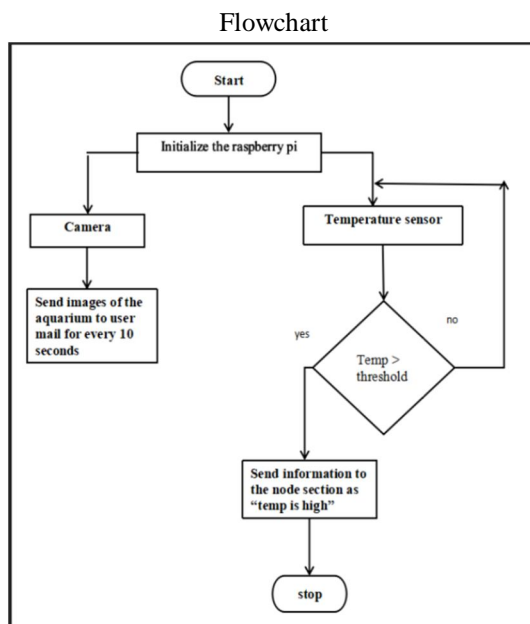 Flowchart
Start
Initialize the raspberry pi
Camera
Temperature sensor
Send images of the
aquarium to user
mail for every 10
seconds
yes
no
Temp >
threshold
Send information to
the node section as
“temp is high”
stop